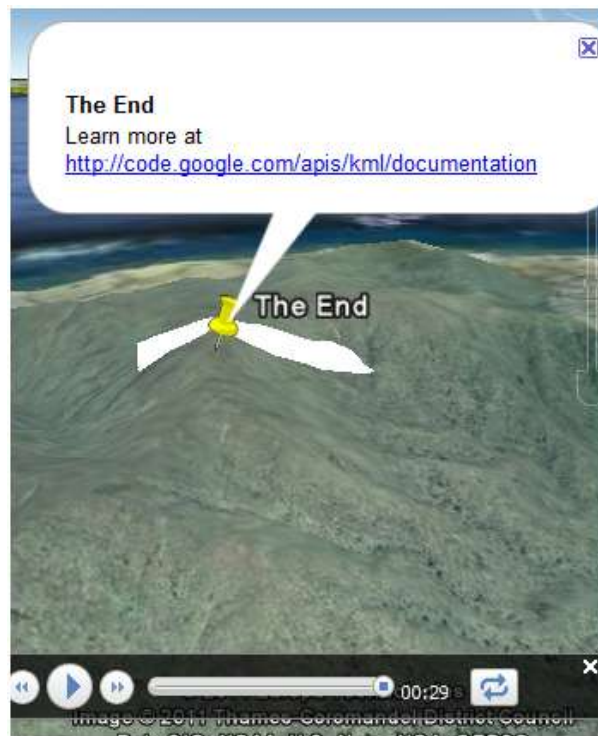 The End
Learn more at
http://code.google.com/apis/kml/documentation
The End
00:29
Image © 2011 Thames-Coromandel District Council